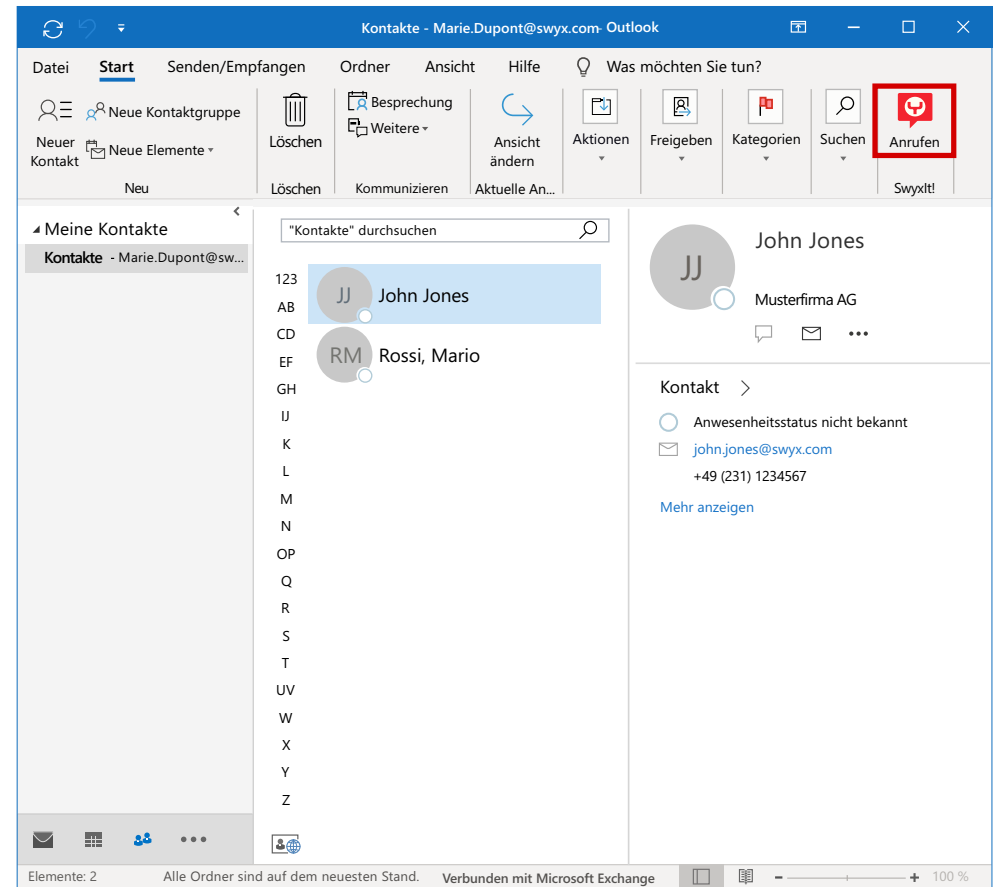 Kontakte - Marie.Dupont@swyx.com- Outlook
Datei Start Senden/Empfangen Ordner Ansicht Hilfe Was möchten Sie tun?
Neuer Kontakt
Neue Kontaktgruppe
Neue Elemente
Neu
Löschen
Löschen
Besprechung
Weitere
Kommunizieren
Ansicht ändern
Aktuelle An...
Aktionen
Freigeben
Kategorien
Suchen
Anrufen
SwyxIt!
Meine Kontakte
Kontakte - Marie.Dupont@sw...
"Kontakte" durchsuchen
123
AB
CD
EF
GH
IJ
K
L
M
N
OP
Q
R
S
T
UV
W
X
Y
Z
JJ John Jones
RM Rossi, Mario
JJ
John Jones
Musterfirma AG
Kontakt
Anwesenheitsstatus nicht bekannt
john.jones@swyx.com
+49 (231) 1234567
Mehr anzeigen
Elemente: 2 Alle Ordner sind auf dem neuesten Stand. Verbunden mit Microsoft Exchange 100 %